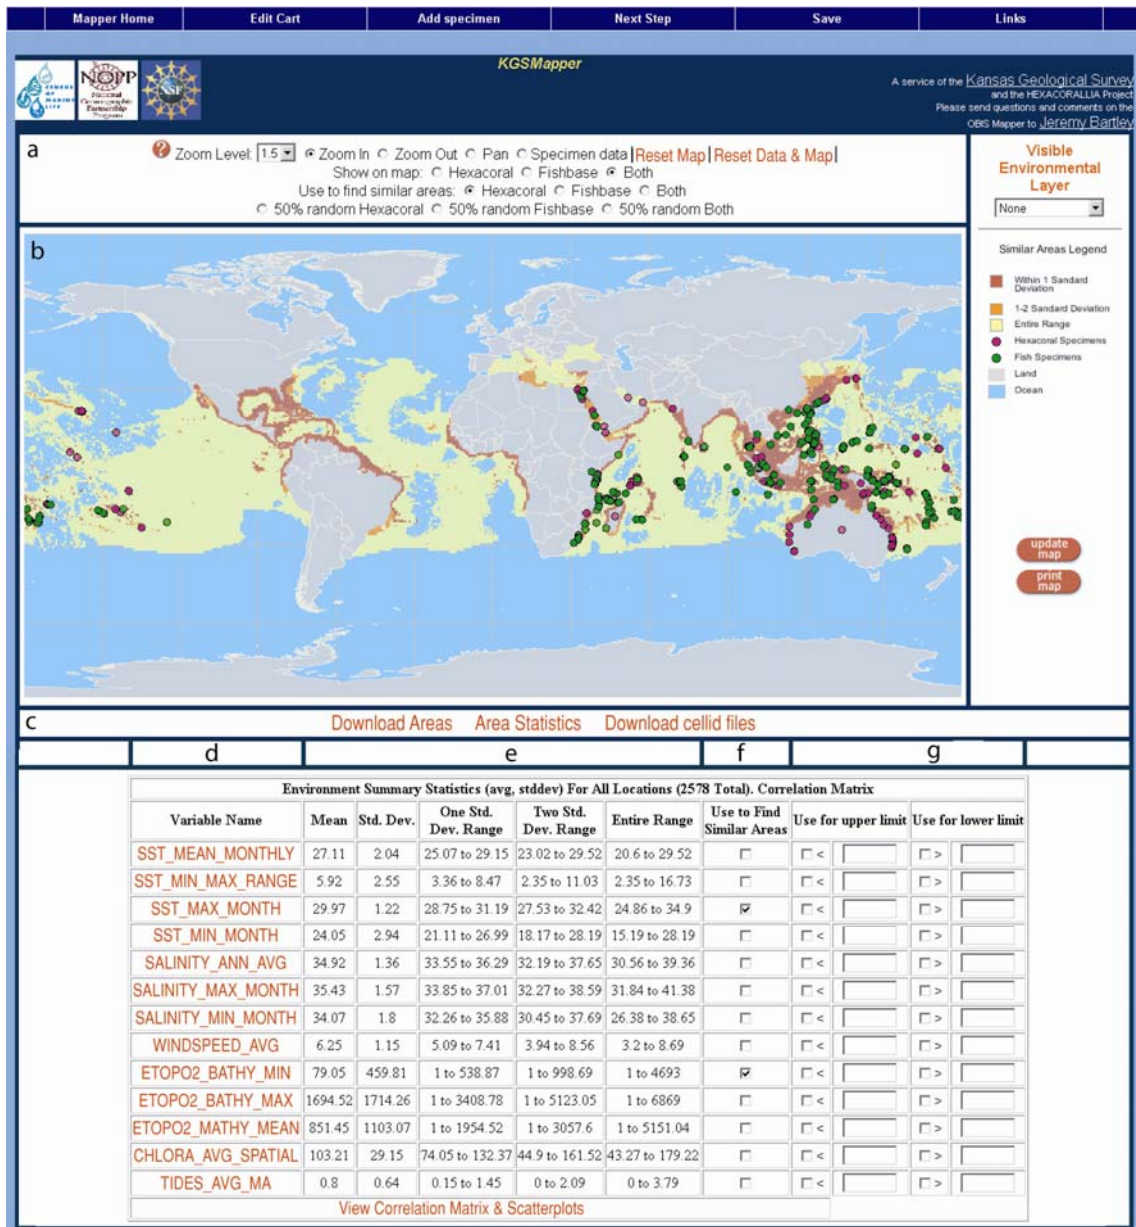 Mapper Home Edit Cart Add specimen Next Step Save Links
KGSMapper
NOPP
National
Oceanographic
Partnership
Program
NSF
CENSUS
OF
MARINE
LIFE
A service of the Kansas Geological Survey
and the HEXACORALLIA Project
Please send questions and comments on the
OBIS Mapper to Jeremy Bartley
a
? Zoom Level: 1.5 Zoom In Zoom Out Pan Specimen data |Reset Map|Reset Data & Map|
Show on map: Hexacoral Fishbase Both
Use to find similar areas: Hexacoral Fishbase Both
50% random Hexacoral 50% random Fishbase 50% random Both
Visible
Environmental
Layer
None
b
Similar Areas Legend
Within 1 Sandard
Deviation
1-2 Sandard Deviation
Entire Range
Hexacoral Specimens
Fish Specimens
Land
Ocean
update
map
print
map
c
Download Areas Area Statistics Download cellid files
d e f g
Environment Summary Statistics (avg, stddev) For All Locations (2578 Total). Correlation Matrix
Variable Name Mean Std. Dev. One Std. Dev. Range Two Std. Dev. Range Entire Range Use to Find Similar Areas Use for upper limit Use for lower limit
SST_MEAN_MONTHLY 27.11 2.04 25.07 to 29.15 23.02 to 29.52 20.6 to 29.52 < >
SST_MIN_MAX_RANGE 5.92 2.55 3.36 to 8.47 2.35 to 11.03 2.35 to 16.73 < >
SST_MAX_MONTH 29.97 1.22 28.75 to 31.19 27.53 to 32.42 24.86 to 34.9 < >
SST_MIN_MONTH 24.05 2.94 21.11 to 26.99 18.17 to 28.19 15.19 to 28.19 < >
SALINITY_ANN_AVG 34.92 1.36 33.55 to 36.29 32.19 to 37.65 30.56 to 39.36 < >
SALINITY_MAX_MONTH 35.43 1.57 33.85 to 37.01 32.27 to 38.59 31.84 to 41.38 < >
SALINITY_MIN_MONTH 34.07 1.8 32.26 to 35.88 30.45 to 37.69 26.38 to 38.65 < >
WINDSPEED_AVG 6.25 1.15 5.09 to 7.41 3.94 to 8.56 3.2 to 8.69 < >
ETOPO2_BATHY_MIN 79.05 459.81 1 to 538.87 1 to 998.69 1 to 4693 < >
ETOPO2_BATHY_MAX 1694.52 1714.26 1 to 3408.78 1 to 5123.05 1 to 6869 < >
ETOPO2_MATHY_MEAN 851.45 1103.07 1 to 1954.52 1 to 3057.6 1 to 5151.04 < >
CHLORA_AVG_SPATIAL 103.21 29.15 74.05 to 132.37 44.9 to 161.52 43.27 to 179.22 < >
TIDES_AVG_MA 0.8 0.64 0.15 to 1.45 0 to 2.09 0 to 3.79 < >
View Correlation Matrix & Scatterplots